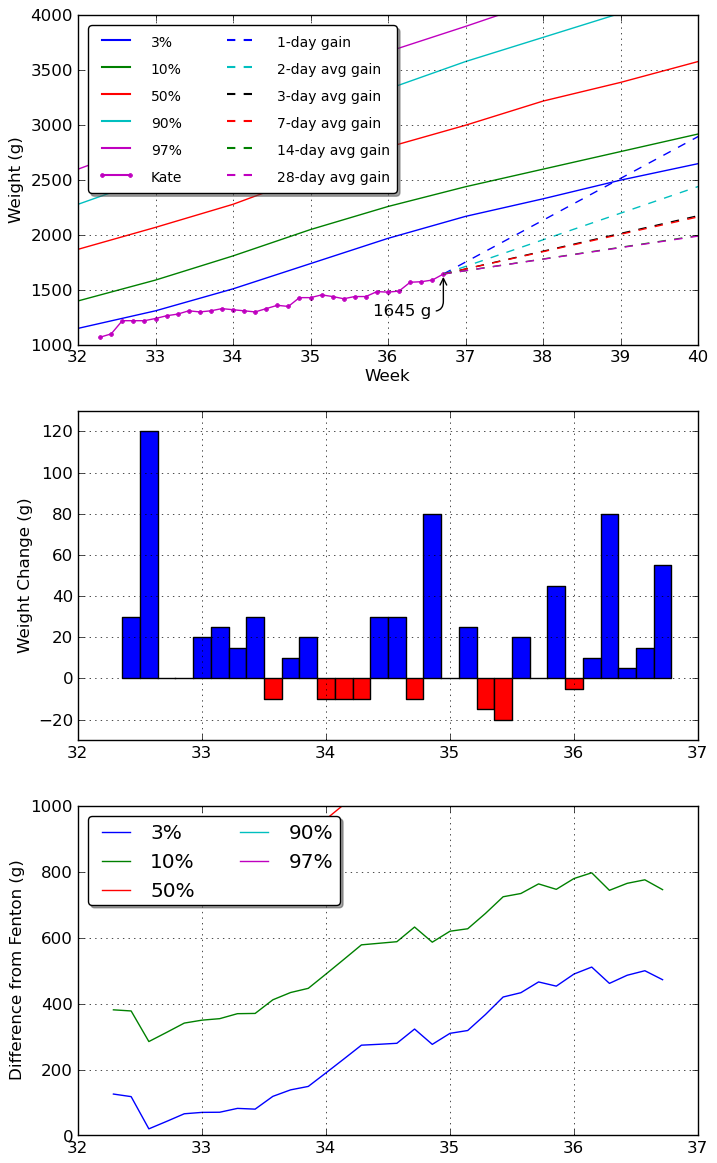 4000
3500
3000
2500
2000
1500
1000
Weight (g)
3%
10%
50%
90%
97%
Kate
1-day gain
2-day avg gain
3-day avg gain
7-day avg gain
14-day avg gain
28-day avg gain
1645 g
32 33 34 35 36 37 38 39 40
Week
120
100
80
60
40
20
0
−20
Weight Change (g)
32 33 34 35 36 37
1000
800
600
400
200
0
Difference from Fenton (g)
3%
10%
50%
90%
97%
32 33 34 35 36 37